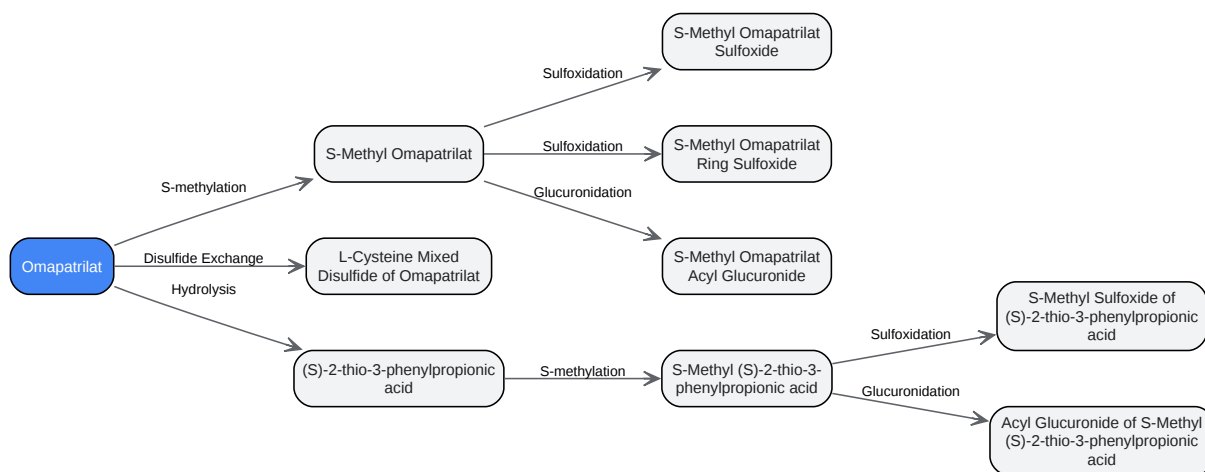 S-Methyl Omapatrilat
Sulfoxide
Sulfoxidation
S-Methyl Omapatrilat
Sulfoxidation
S-Methyl Omapatrilat
Ring Sulfoxide
S-methylation
Glucuronidation
Omapatrilat
Disulfide Exchange
L-Cysteine Mixed
Disulfide of Omapatrilat
S-Methyl Omapatrilat
Acyl Glucuronide
Hydrolysis
S-Methyl Sulfoxide of
(S)-2-thio-3-phenylpropionic
acid
Sulfoxidation
(S)-2-thio-3-phenylpropionic
acid
S-methylation
S-Methyl (S)-2-thio-3-
phenylpropionic acid
Glucuronidation
Acyl Glucuronide of S-Methyl
(S)-2-thio-3-phenylpropionic
acid